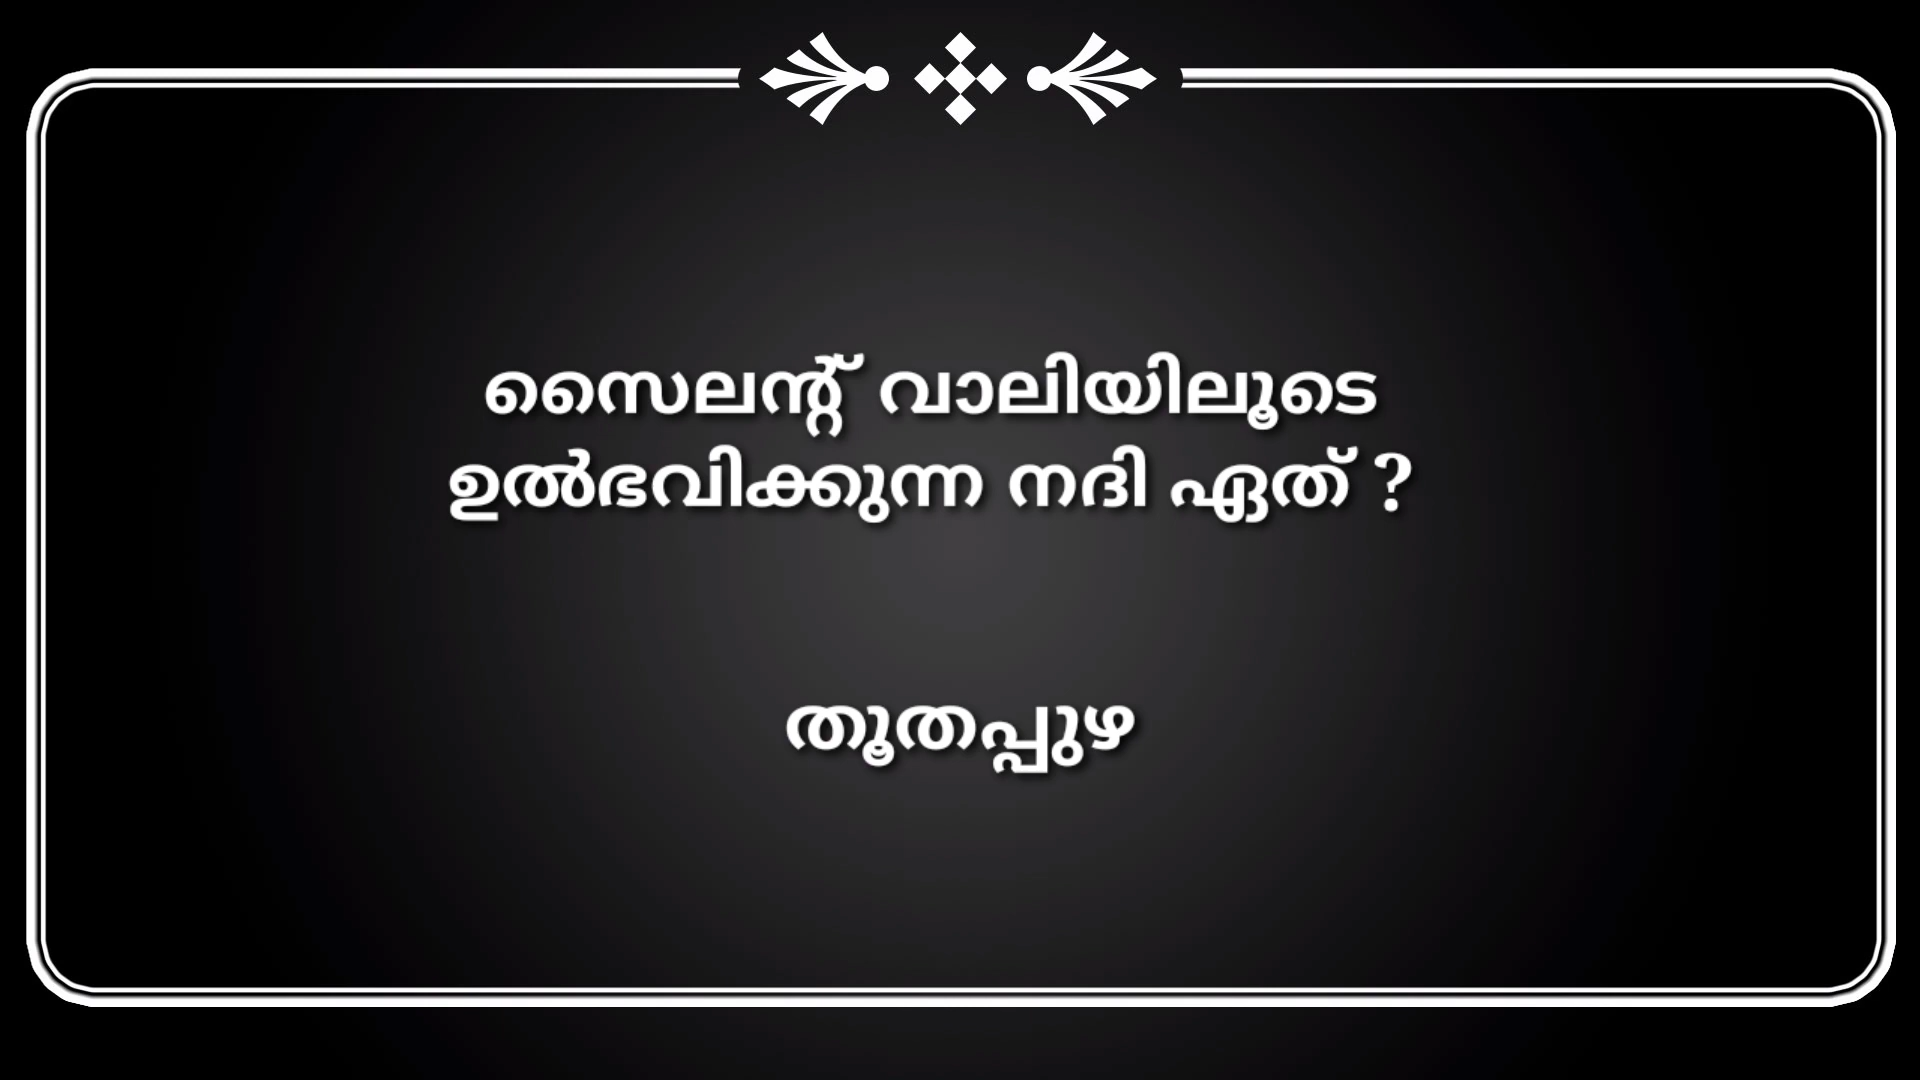 സൈലന്റ് വാലിയിലൂടെ
ഉൽഭവിക്കുന്ന നദി ഏത് ?
തൂതപ്പുഴ